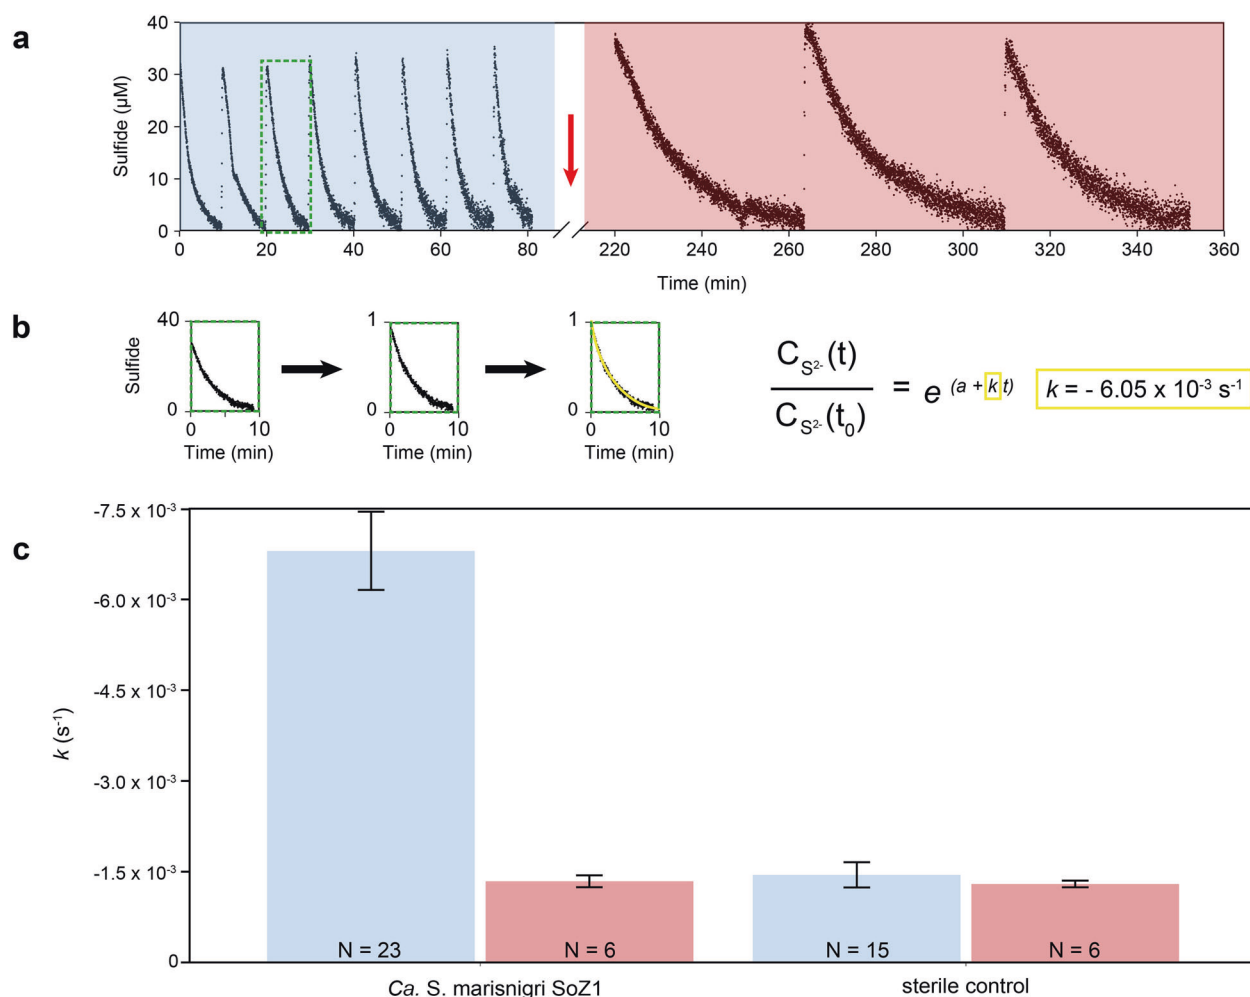 a
Sulfide (µM)
40
30
20
10
0
0 20 40 60 80 220 240 260 280 300 320 340 360
Time (min)
b
Sulfide
40
0
0 10
Time (min)
1
0
0 10
Time (min)
1
0
0 10
Time (min)
C_S²⁻(t)
C_S²⁻(t₀)
= e (a + k t)
k = - 6.05 x 10⁻³ s⁻¹
c
k (s⁻¹)
-7.5 x 10⁻³
-6.0 x 10⁻³
-4.5 x 10⁻³
-3.0 x 10⁻³
-1.5 x 10⁻³
0
N = 23 N = 6 N = 15 N = 6
Ca. S. marisnigri SoZ1 sterile control